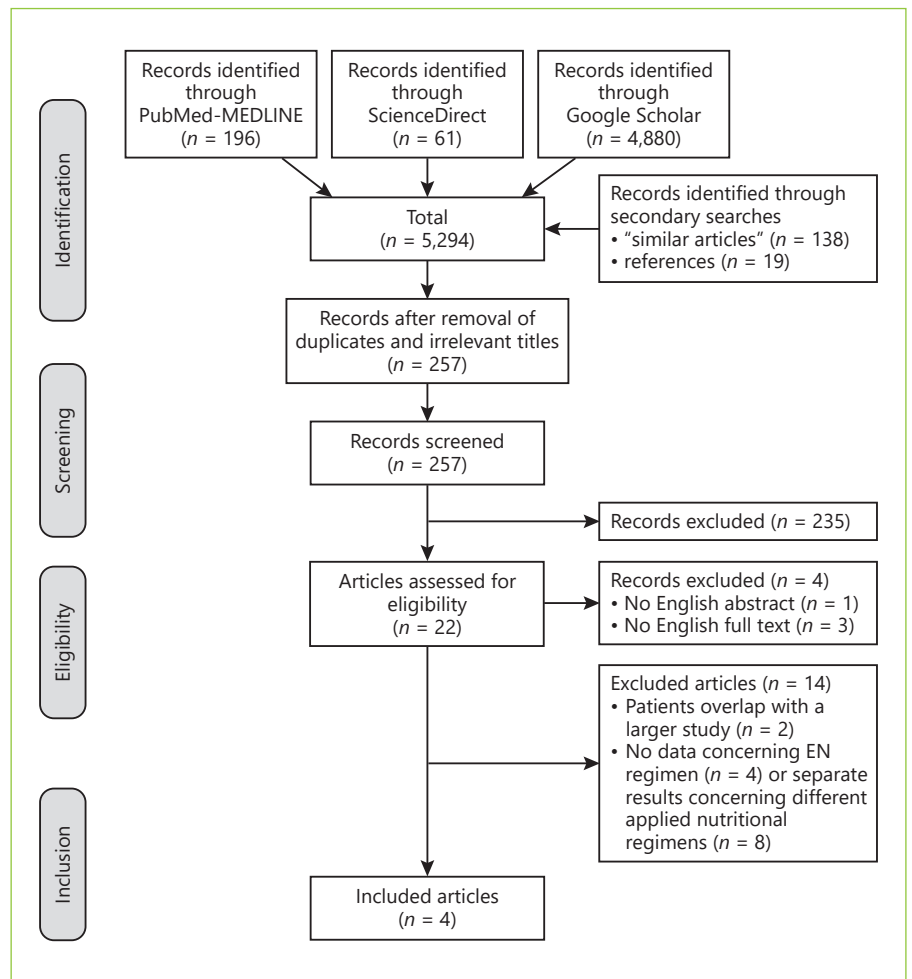 Records identified
through
PubMed-MEDLINE
(n = 196)
Records identified
through
ScienceDirect
(n = 61)
Records identified
through
Google Scholar
(n = 4,880)
Identification
Total
(n = 5,294)
Records identified through
secondary searches
• “similar articles” (n = 138)
• references (n = 19)
Records after removal of
duplicates and irrelevant titles
(n = 257)
Screening
Records screened
(n = 257)
Records excluded (n = 235)
Eligibility
Articles assessed for
eligibility
(n = 22)
Records excluded (n = 4)
• No English abstract (n = 1)
• No English full text (n = 3)
Excluded articles (n = 14)
• Patients overlap with a
larger study (n = 2)
• No data concerning EN
regimen (n = 4) or separate
results concerning different
applied nutritional
regimens (n = 8)
Inclusion
Included articles
(n = 4)